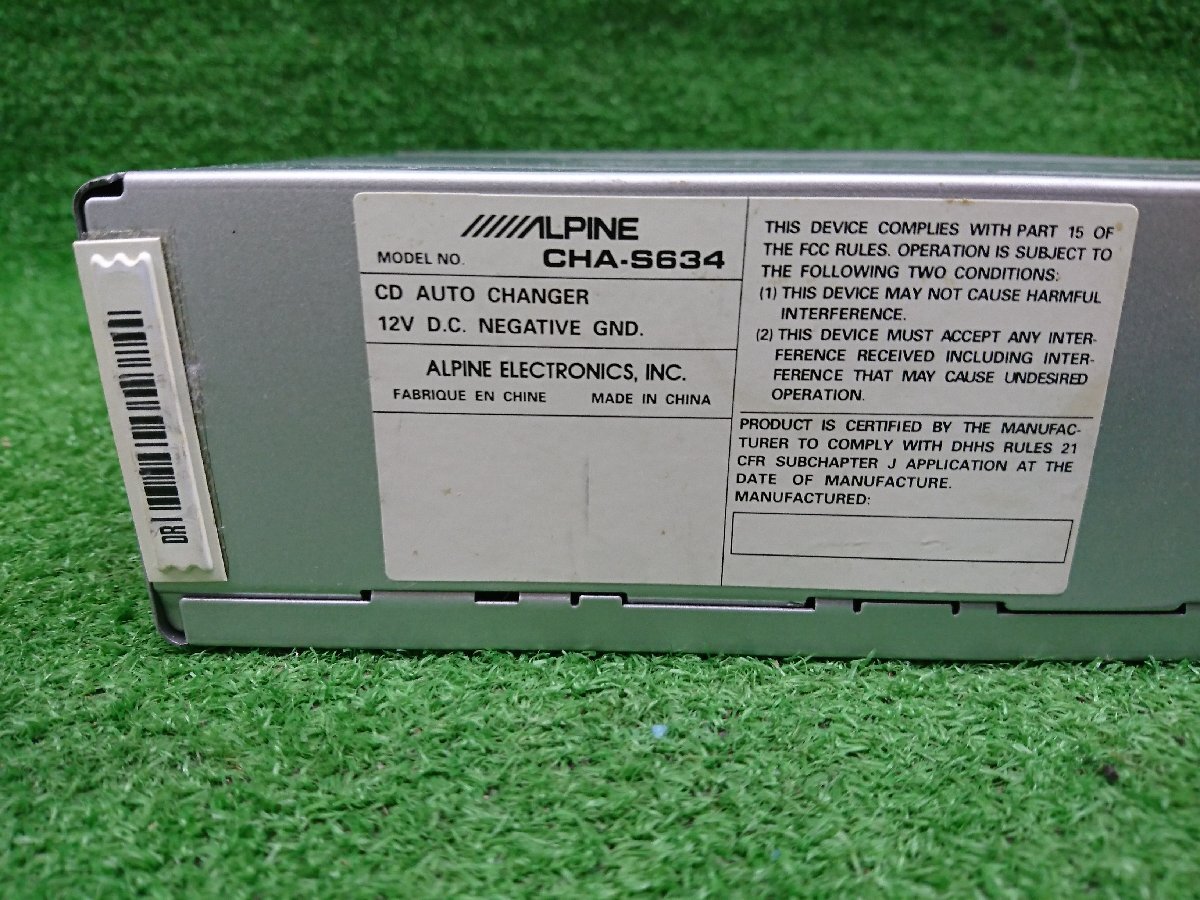 ALPINE
MODEL NO. CHA-S634
CD AUTO CHANGER
12V D.C. NEGATIVE GND.
ALPINE ELECTRONICS, INC.
FABRIQUE EN CHINE MADE IN CHINA
THIS DEVICE COMPLIES WITH PART 15 OF
THE FCC RULES. OPERATION IS SUBJECT TO
THE FOLLOWING TWO CONDITIONS:
(1) THIS DEVICE MAY NOT CAUSE HARMFUL
INTERFERENCE.
(2) THIS DEVICE MUST ACCEPT ANY INTER-
FERENCE RECEIVED INCLUDING INTER-
FERENCE THAT MAY CAUSE UNDESIRED
OPERATION.
PRODUCT IS CERTIFIED BY THE MANUFAC-
TURER TO COMPLY WITH DHHS RULES 21
CFR SUBCHAPTER J APPLICATION AT THE
DATE OF MANUFACTURE.
MANUFACTURED: